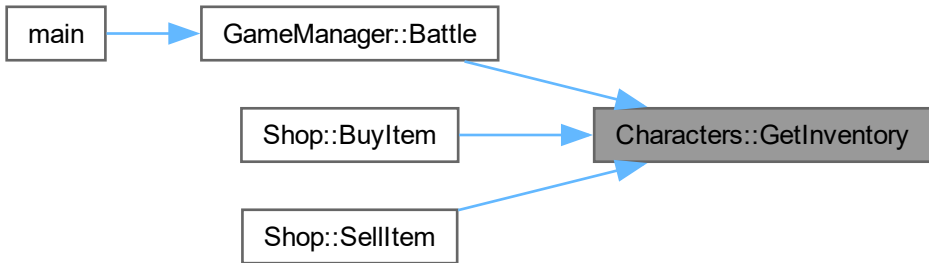 main
GameManager::Battle
Shop::BuyItem
Characters::GetInventory
Shop::SellItem